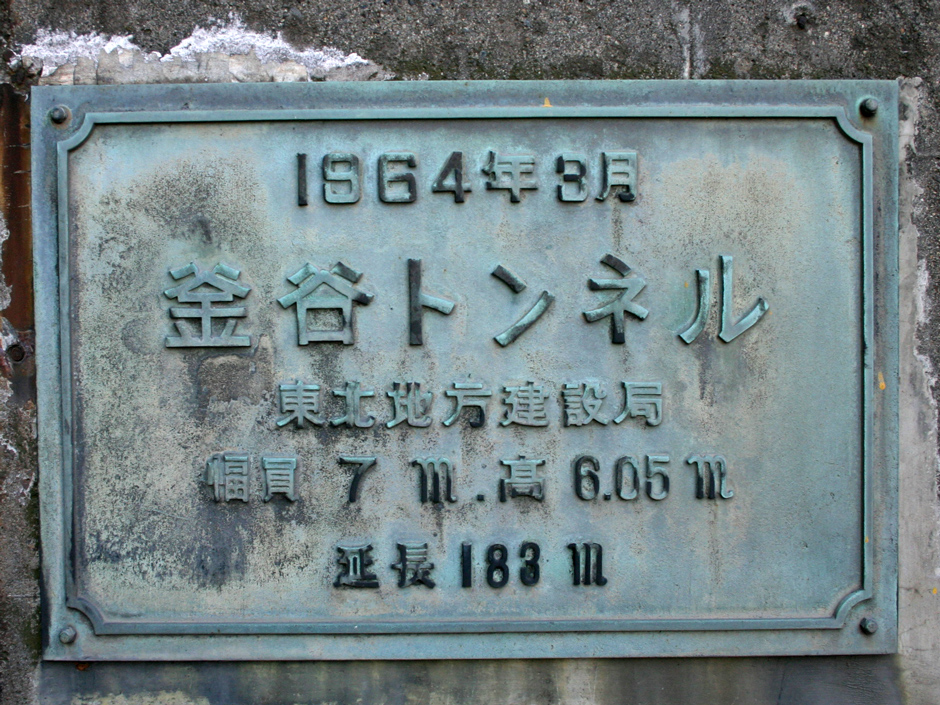 1964年3月
釜谷トンネル
東北地方建設局
幅員 7 m. 高 6.05 m
延長 183 m